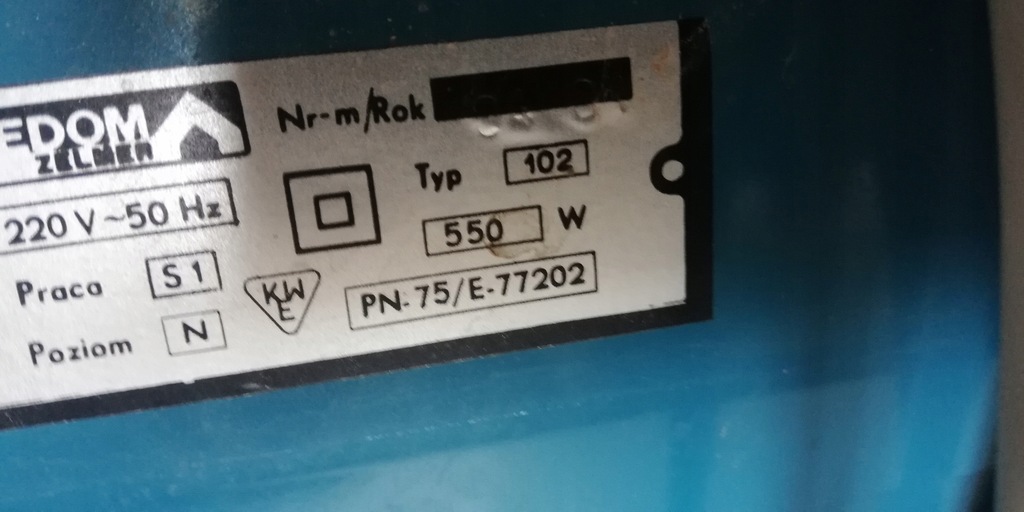 EDOM
ZELMER
Nr-m/Rok
Typ 102
220 V ~50 Hz
550 W
Praca S1
KWE
PN-75/E-77202
Poziom N